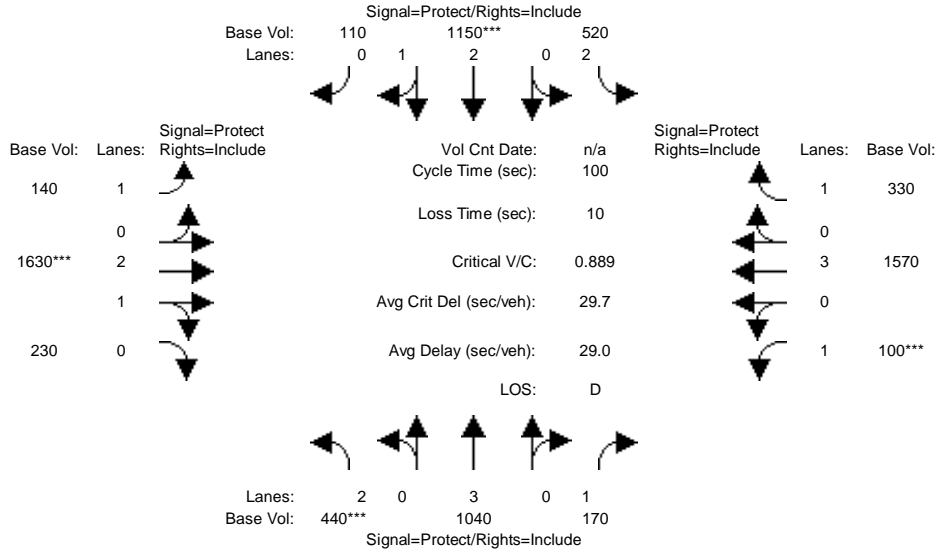 Signal=Protect/Rights=Include
Base Vol: 110 1150*** 520
Lanes: 0 1 2 0 2
Signal=Protect Signal=Protect
Base Vol: Lanes: Rights=Include Vol Cnt Date: n/a Rights=Include Lanes: Base Vol:
Cycle Time (sec): 100
140 1 1 330
Loss Time (sec): 10
0 0
1630*** 2 Critical V/C: 0.889 3 1570
1 Avg Crit Del (sec/veh): 29.7 0
230 0 Avg Delay (sec/veh): 29.0 1 100***
LOS: D
Lanes: 2 0 3 0 1
Base Vol: 440*** 1040 170
Signal=Protect/Rights=Include